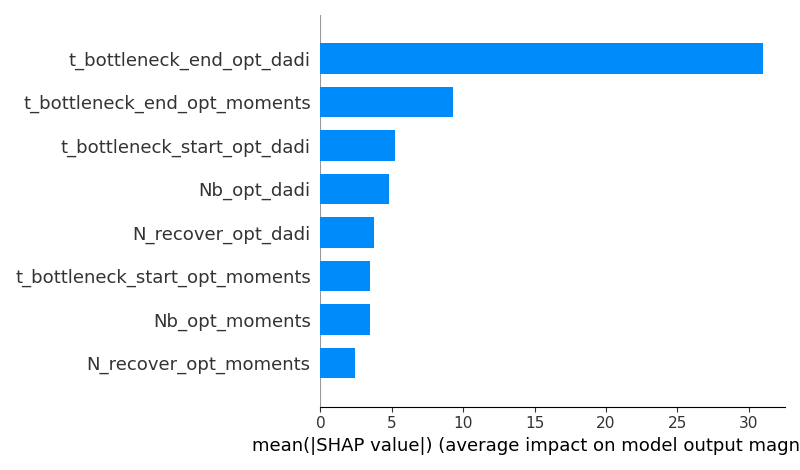 t_bottleneck_end_opt_dadi
t_bottleneck_end_opt_moments
t_bottleneck_start_opt_dadi
Nb_opt_dadi
N_recover_opt_dadi
t_bottleneck_start_opt_moments
Nb_opt_moments
N_recover_opt_moments
0 5 10 15 20 25 30
mean(|SHAP value|) (average impact on model output magn